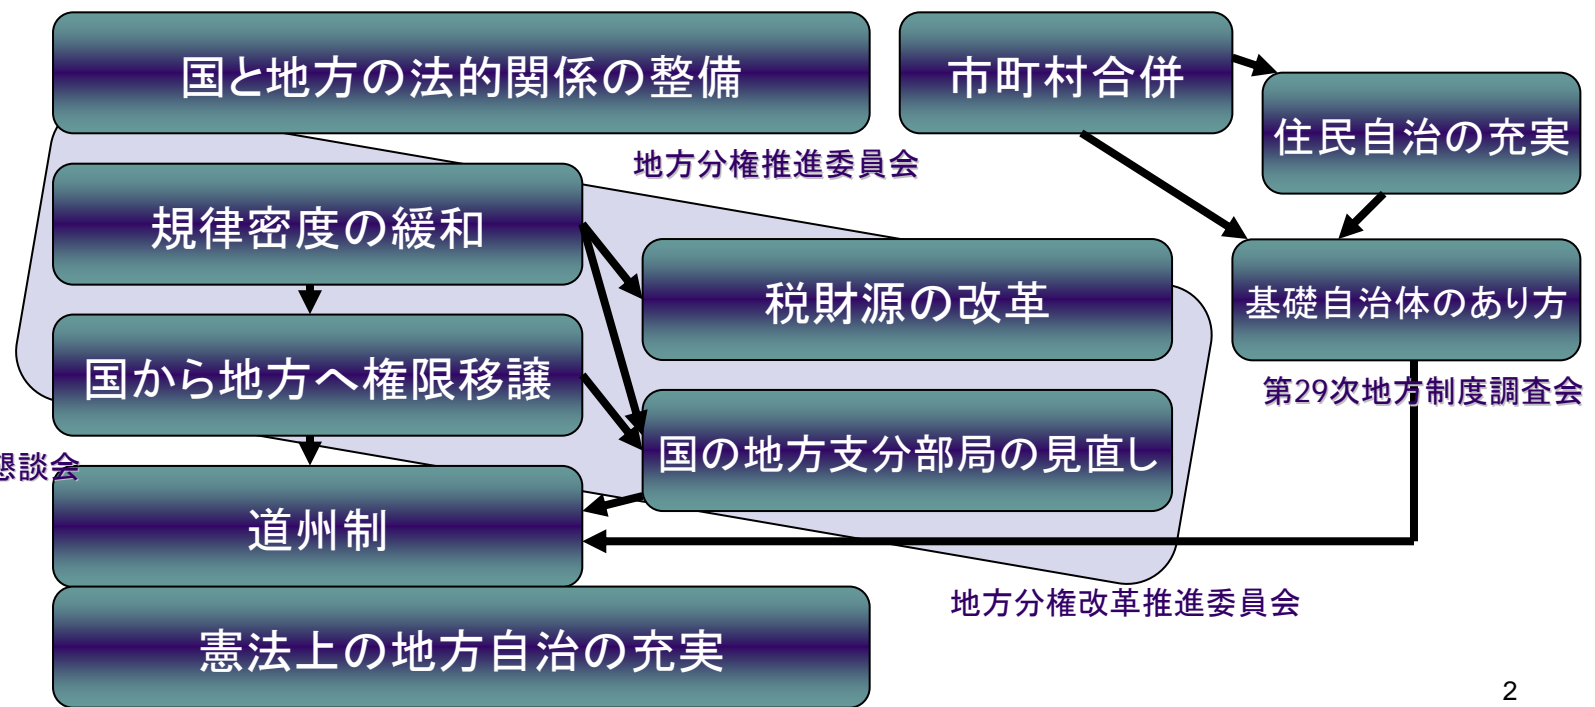 国と地方の法的関係の整備
市町村合併
住民自治の充実
地方分権推進委員会
規律密度の緩和
税財源の改革
基礎自治体のあり方
国から地方へ権限移譲
第29次地方制度調査会
国の地方支分部局の見直し
懇談会
道州制
地方分権改革推進委員会
憲法上の地方自治の充実
2